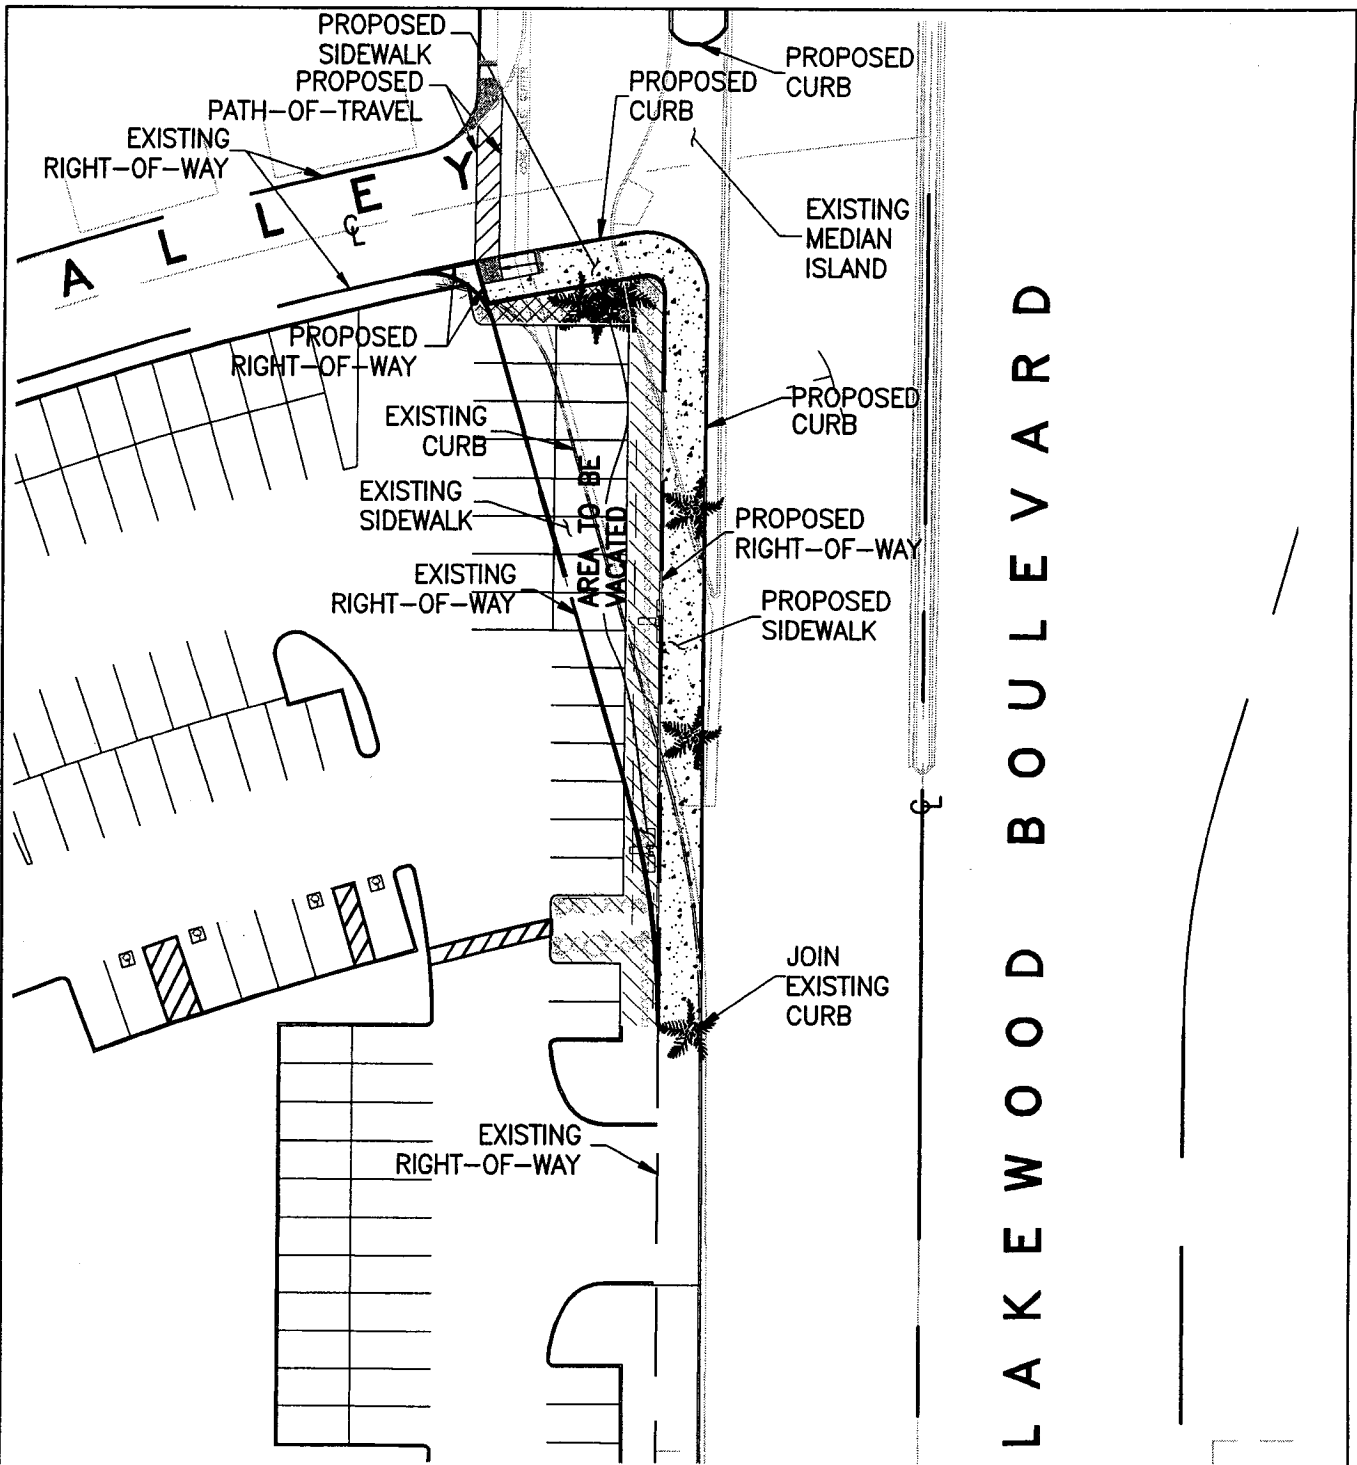 PROPOSED
SIDEWALK
PROPOSED
PATH-OF-TRAVEL
EXISTING
RIGHT-OF-WAY
PROPOSED
CURB
PROPOSED
CURB
ALLEY
CL
EXISTING
MEDIAN
ISLAND
PROPOSED
RIGHT-OF-WAY
EXISTING
CURB
PROPOSED
CURB
EXISTING
SIDEWALK
AREA TO BE
VACATED
PROPOSED
RIGHT-OF-WAY
EXISTING
RIGHT-OF-WAY
PROPOSED
SIDEWALK
CL
LAKEWOOD BOULEVARD
JOIN
EXISTING
CURB
EXISTING
RIGHT-OF-WAY